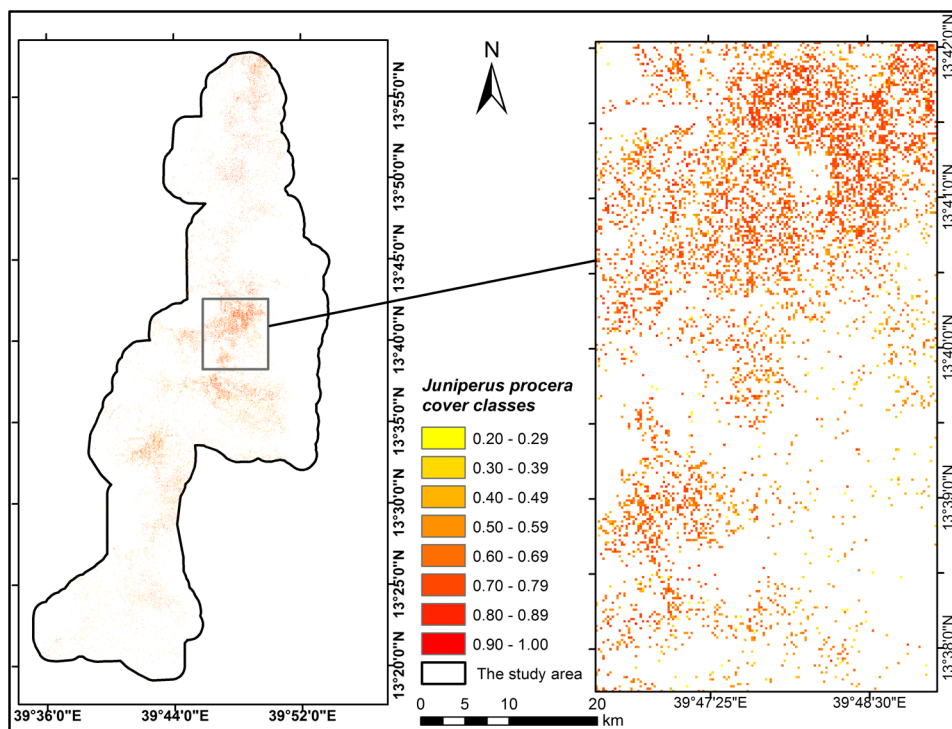 N
13°55'0"N
13°50'0"N
13°45'0"N
13°40'0"N
13°35'0"N
13°30'0"N
13°25'0"N
13°20'0"N
39°36'0"E
39°44'0"E
39°52'0"E
Juniperus procera
cover classes
0.20 - 0.29
0.30 - 0.39
0.40 - 0.49
0.50 - 0.59
0.60 - 0.69
0.70 - 0.79
0.80 - 0.89
0.90 - 1.00
The study area
0 5 10 20
km
13°42'0"N
13°41'0"N
13°40'0"N
13°39'0"N
13°38'0"N
39°47'25"E
39°48'30"E